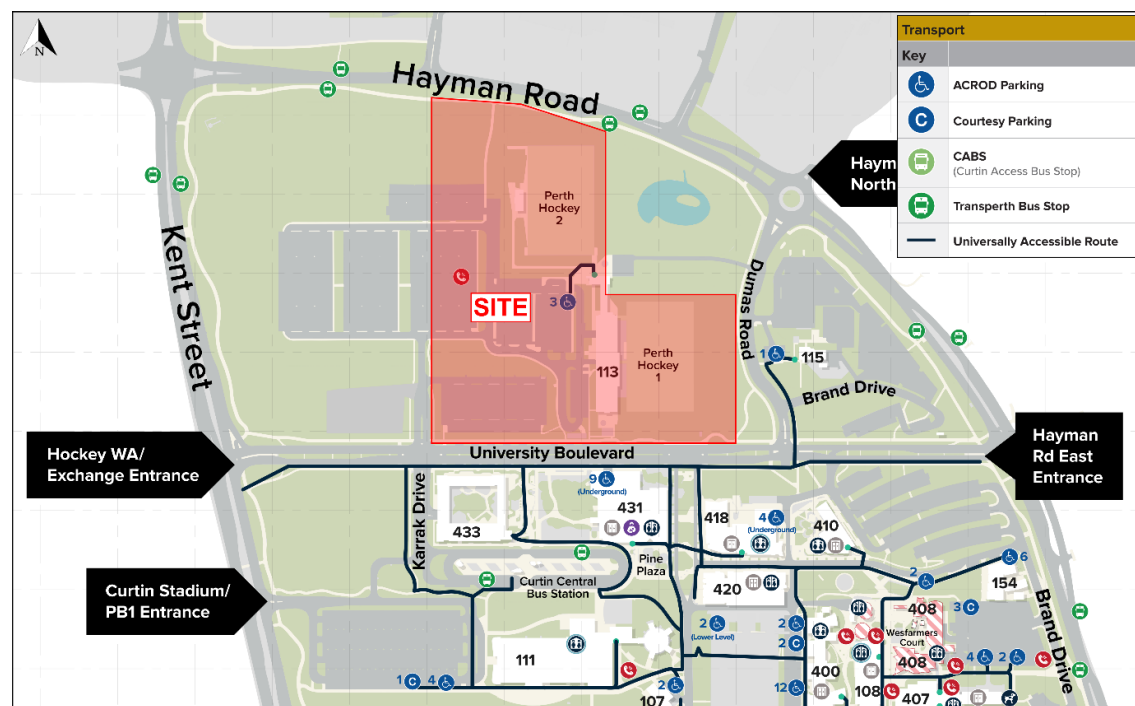 N
Hayman Road
Transport
Key
ACROD Parking
C
Courtesy Parking
CABS
(Curtin Access Bus Stop)
Transperth Bus Stop
Universally Accessible Route
Haym
North
Kent Street
Perth
Hockey
2
3
SITE
113
Perth
Hockey
1
Dumas Road
1
115
Brand Drive
Hockey WA/
Exchange Entrance
University Boulevard
Hayman
Rd East
Entrance
Karrak Drive
433
9
(Underground)
431
418
4
(Underground)
410
Pine
Plaza
Curtin Central
Bus Station
420
2
6
154
Brand Drive
Curtin Stadium/
PB1 Entrance
111
2
(Lower Level)
2
2
C
408
3
C
Wesfarmers
Court
408
400
4
2
1
C
4
2
107
12
108
407